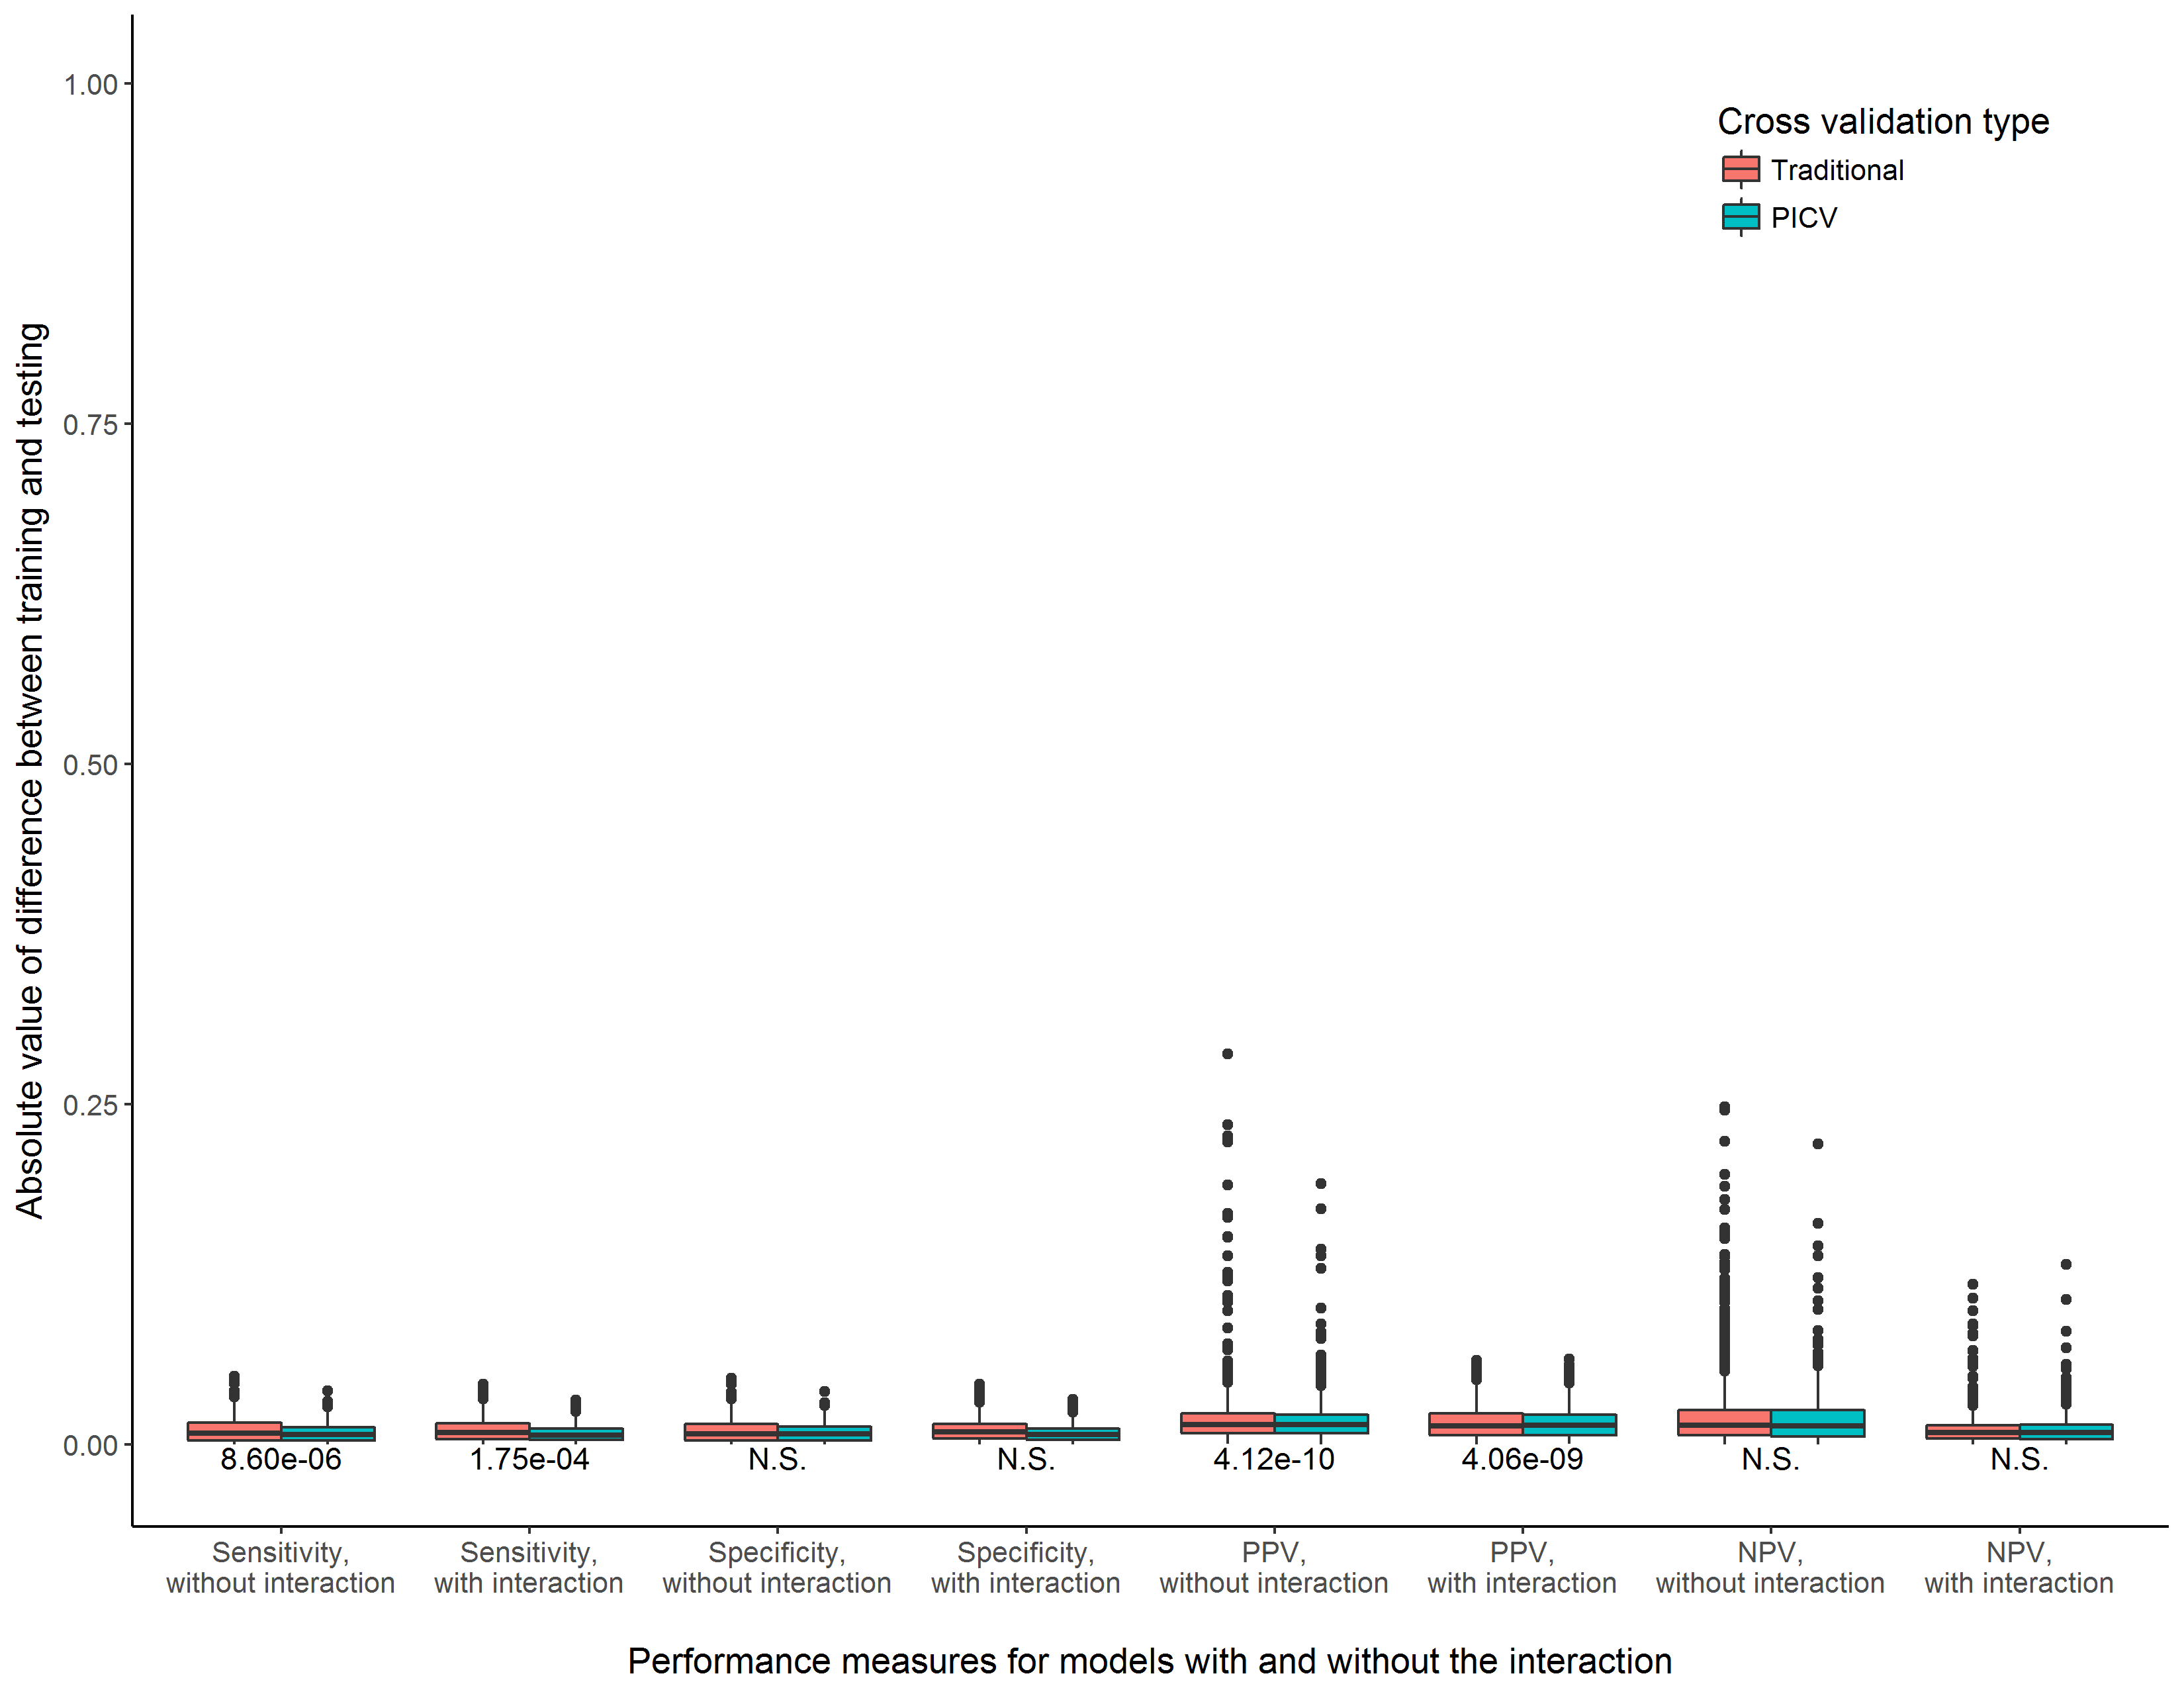 Absolute value of difference between training and testing
1.00
0.75
0.50
0.25
0.00
Cross validation type
Traditional
PICV
8.60e-06
1.75e-04
N.S.
N.S.
4.12e-10
4.06e-09
N.S.
N.S.
Sensitivity,
without interaction
Sensitivity,
with interaction
Specificity,
without interaction
Specificity,
with interaction
PPV,
without interaction
PPV,
with interaction
NPV,
without interaction
NPV,
with interaction
Performance measures for models with and without the interaction